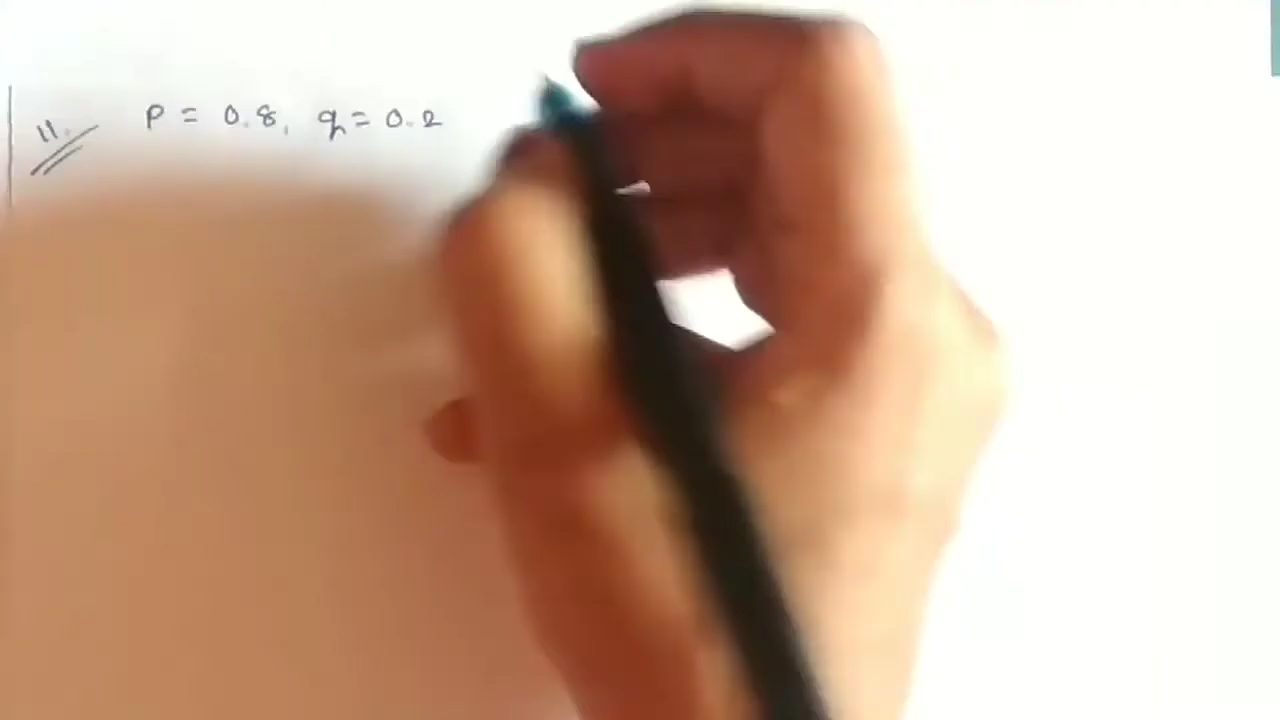 11. P = 0.8, q = 0.2